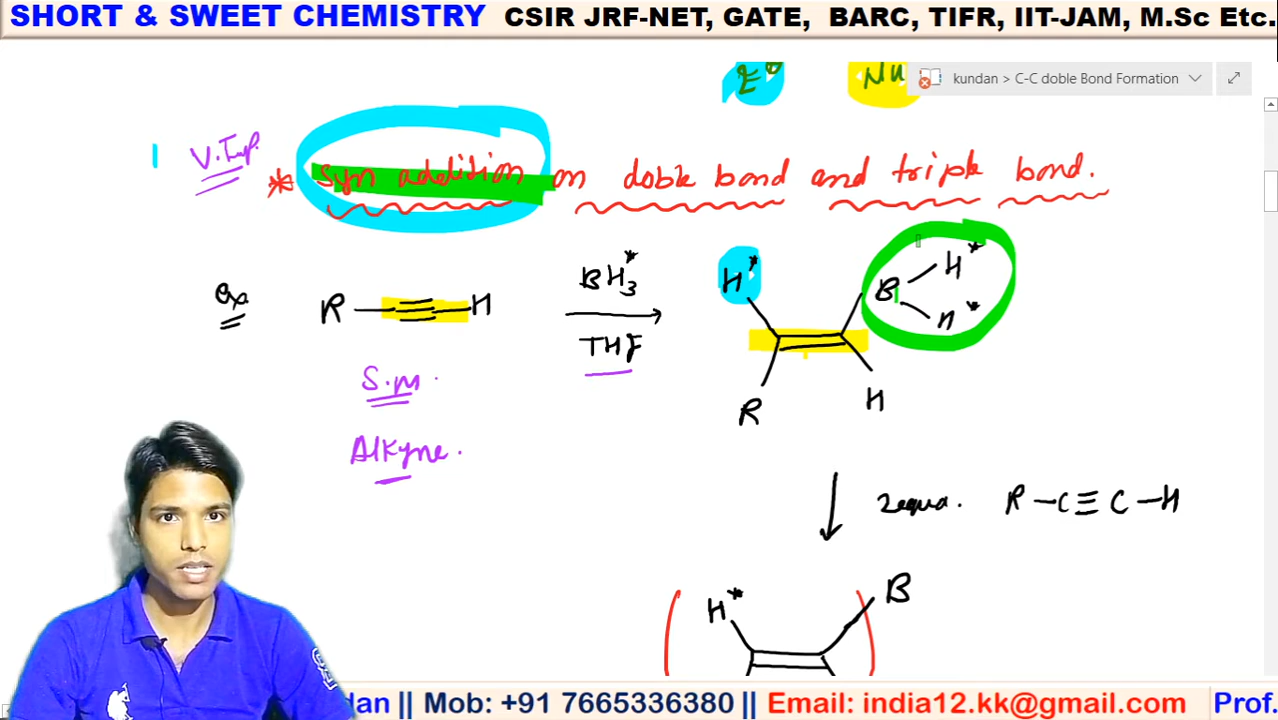 SHORT & SWEET CHEMISTRY CSIR JRF-NET, GATE, BARC, TIFR, IIT-JAM, M.Sc Etc.
E⊕ Nu kundan > C-C doble Bond Formation
1 V.Imp. * Syn addition on doble bond and triple bond.
ex R H BH3* THF H* B H* H* R H
S.m.
Alkyne.
2equa. R-C≡C-H
H* B
dan || Mob: +91 7665336380 || Email: india12.kk@gmail.com || Prof.